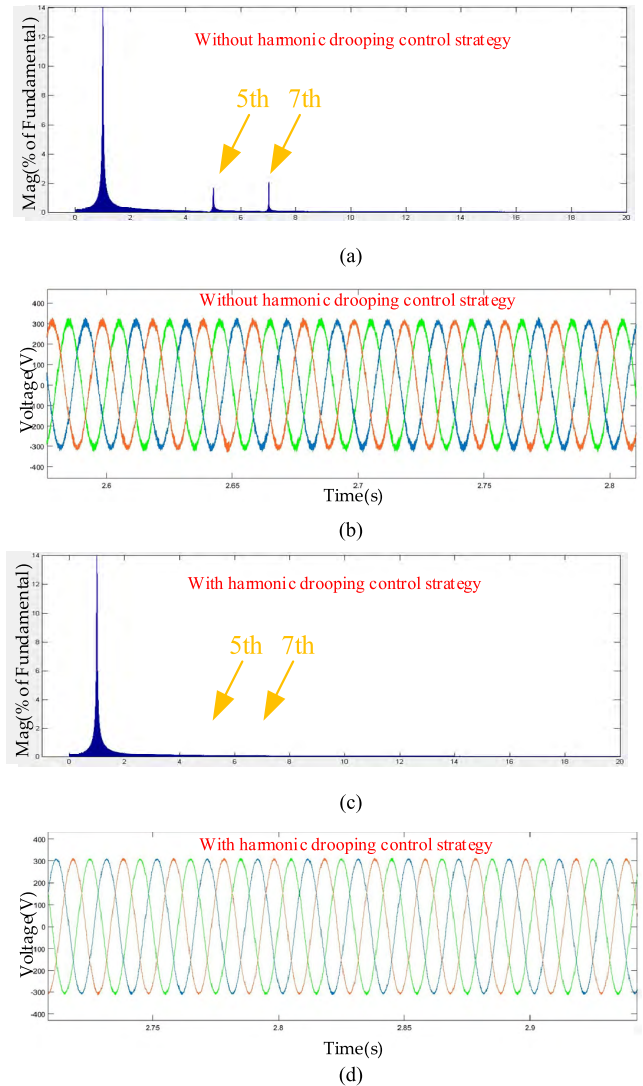 14
12
10
8
6
4
2
0
Mag(% of Fundamental)
Without harmonic drooping control strategy
5th 7th
0 2 4 6 8 10 12 14 16 18 20
(a)
400
300
200
100
0
100
-200
-300
-400
Voltage(V)
Without harmonic drooping control strategy
2.6 2.65 2.7 2.75 2.8
Time(s)
(b)
14
12
10
8
6
4
2
0
Mag(% of Fundamental)
With harmonic drooping control strategy
5th 7th
0 2 4 6 8 10 12 14 16 18 20
(c)
400
300
200
100
0
-100
-200
-300
-400
Voltage(V)
With harmonic drooping control strategy
2.75 2.8 2.85 2.9
Time(s)
(d)